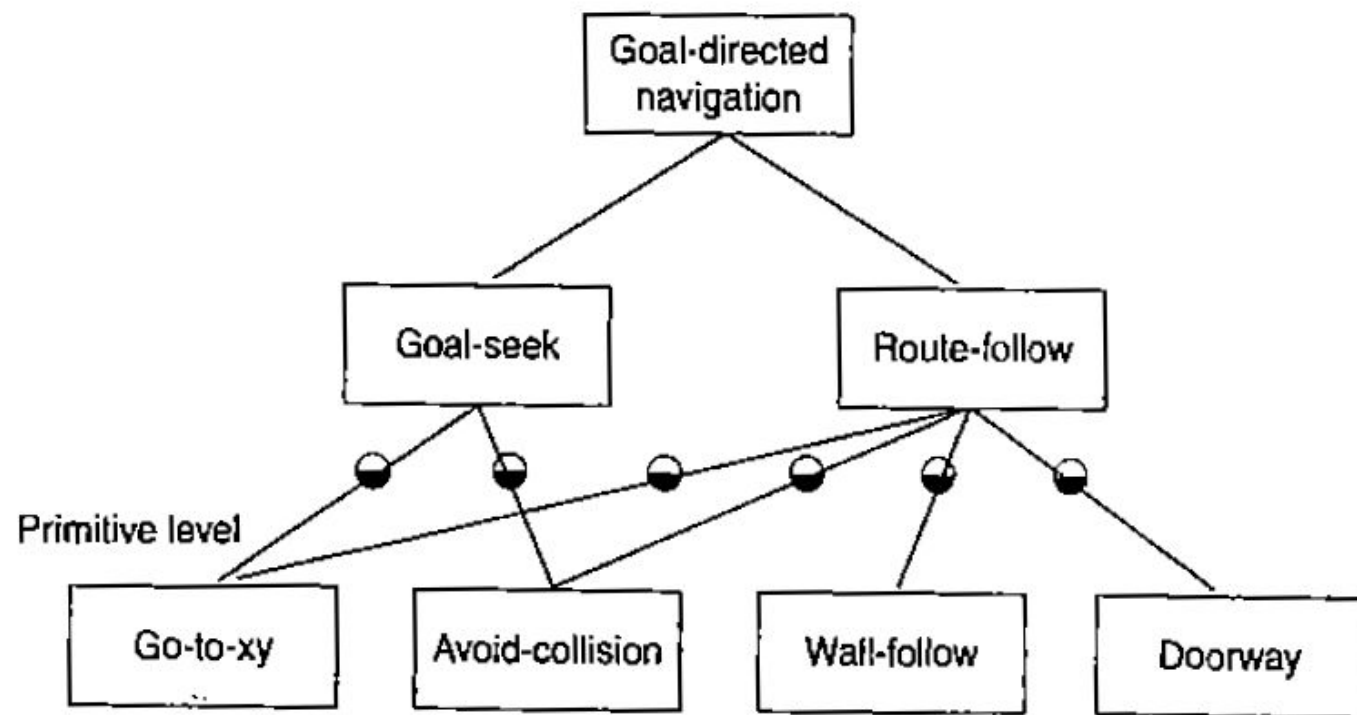 Goal-directed
navigation
Goal-seek
Route-follow
Primitive level
Go-to-xy
Avoid-collision
Wall-follow
Doorway